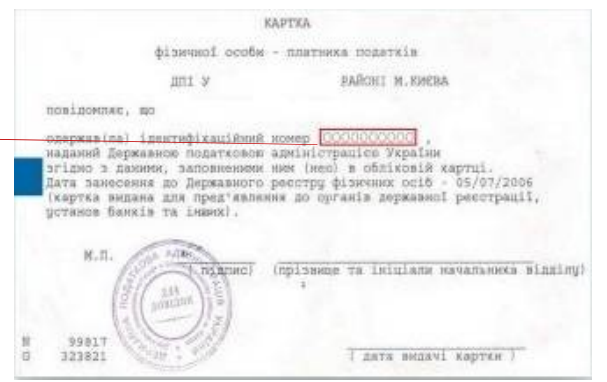 КАРТКА
фізичної особи - платника податків
ДПІ У РАЙОНІ М.КИЄВА
повідомляє, що
одержав(ла) ідентифікаційний номер 0000000000 ,
наданий Державною податковою адміністрацією України
згідно з даними, заповненими ним (нею) в обліковій картці.
Дата занесення до Державного реєстру фізичних осіб - 05/07/2006
(картка видана для пред'явлення до органів державної реєстрації,
установ банків та інших).
М.П.
( підпис) (прізвище та ініціали начальника відділу)
ДЛЯ
ДОВІДОК
N 99817
G 323821
( дата видачі картки )